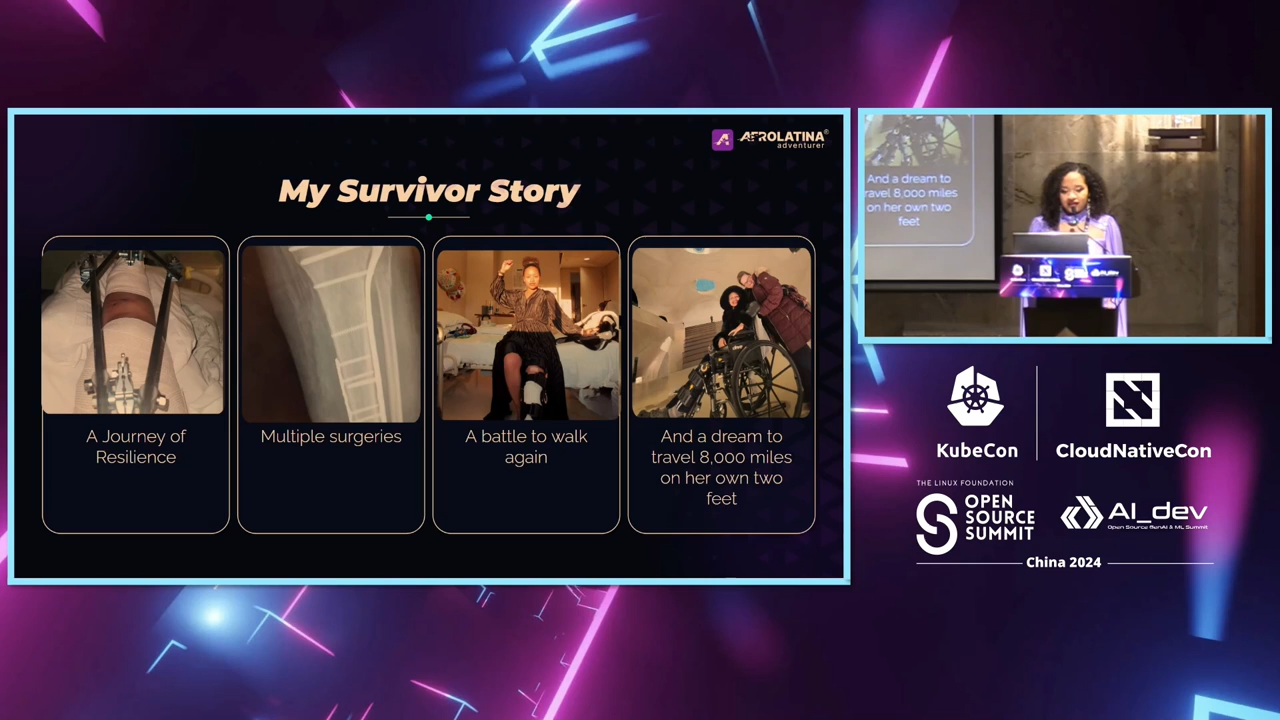 AFROLATINA®
adventurer
My Survivor Story
A Journey of
Resilience
Multiple surgeries
A battle to walk
again
And a dream to
travel 8,000 miles
on her own two
feet
And a dream to
travel 8,000 miles
on her own two
feet
KubeCon
CloudNativeCon
THE LINUX FOUNDATION
OPEN
SOURCE
SUMMIT
AI_dev
Open Source GenAI & ML Summit
China 2024